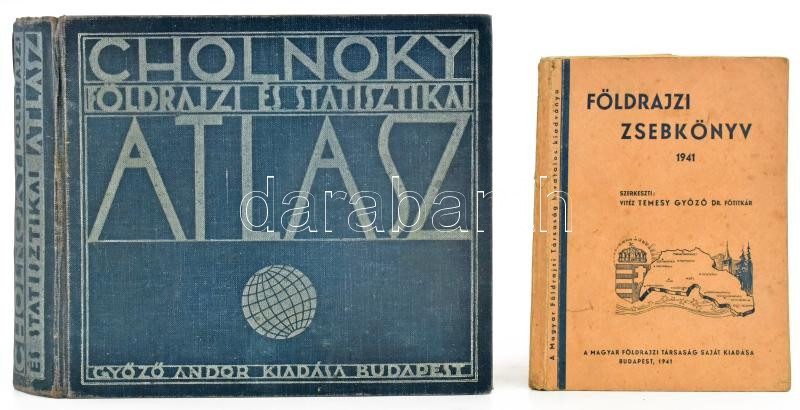 CHOLNOKY FÖLDRAJZI
ÉS STATISZTIKAI ATLASZ
CHOLNOKY
FÖLDRAJZI ÉS STATISZTIKAI
ATLASZ
GYŐZŐ ANDOR KIADÁSA BUDAPEST
darabanth
A Magyar Földrajzi Társaság hivatalos kiadványa
FÖLDRAJZI
ZSEBKÖNYV
1941
SZERKESZTI:
VITÉZ TEMESY GYŐZŐ DR. FŐTITKÁR
A MAGYAR FÖLDRAJZI TÁRSASÁG SAJÁT KIADÁSA
BUDAPEST, 1941